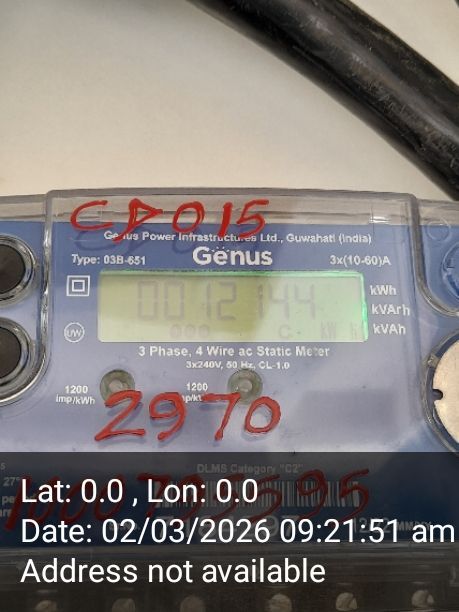 CD015
Genus Power Infrastructures Ltd., Guwahati (India)
Type: 03B-651 Genus 3x(10-60)A
0012144
kWh
kVArh
kVAh
C kW h
3 Phase, 4 Wire ac Static Meter
3x240V, 50 Hz, CL-1.0
1200 imp/kWh
1200
2970
DLMS Category "C2"
Lat: 0.0 , Lon: 0.0
Date: 02/03/2026 09:21:51 am
Address not available